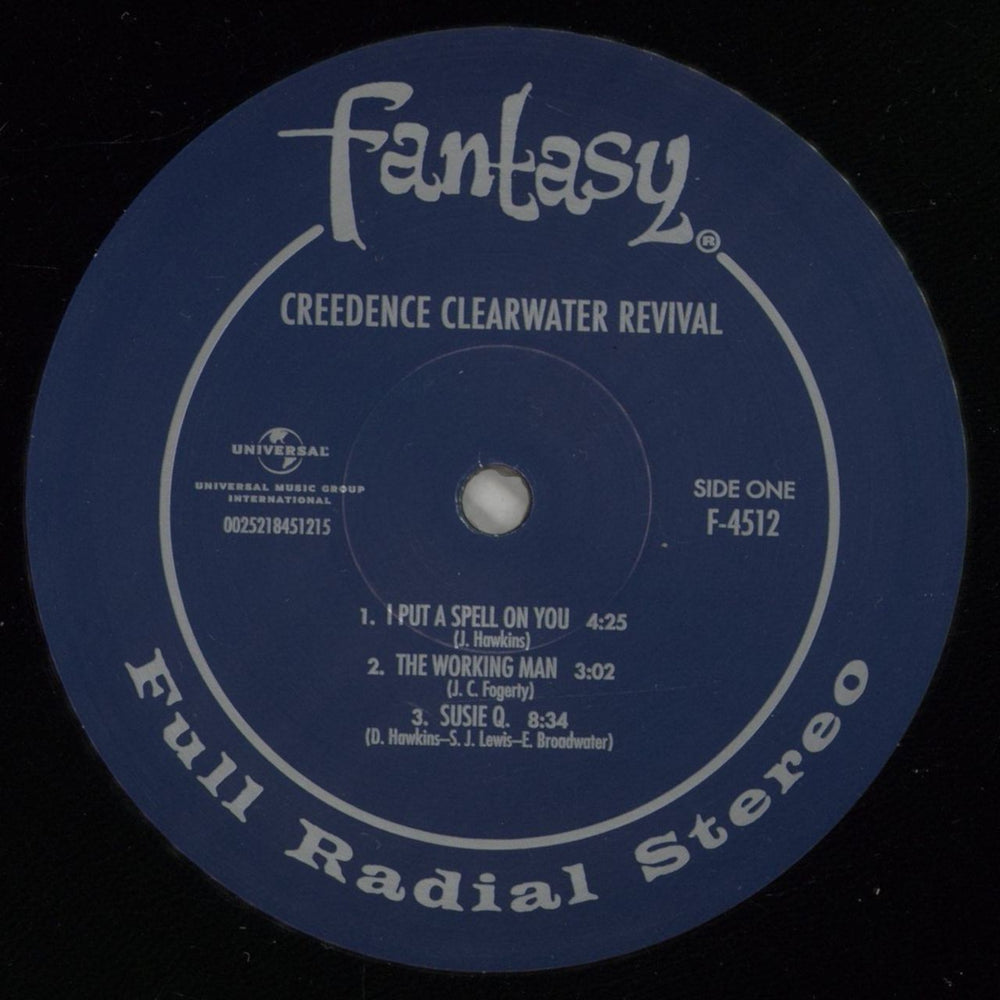 fantasy®
CREEDENCE CLEARWATER REVIVAL
UNIVERSAL
UNIVERSAL MUSIC GROUP
INTERNATIONAL
0025218451215
SIDE ONE
F-4512
1. I PUT A SPELL ON YOU 4:25
(J. Hawkins)
2. THE WORKING MAN 3:02
(J. C. Fogerty)
3. SUSIE Q. 8:34
(D. Hawkins–S. J. Lewis–E. Broadwater)
Full Radial Stereo